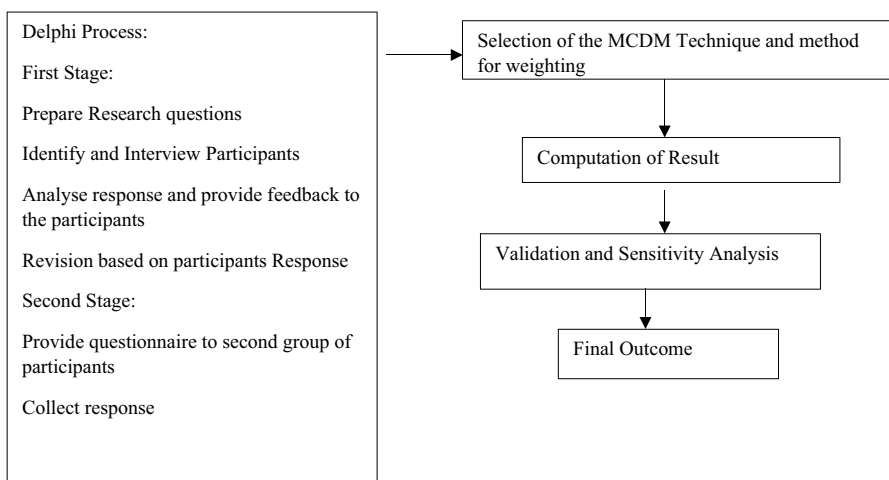 Delphi Process:
First Stage:
Prepare Research questions
Identify and Interview Participants
Analyse response and provide feedback to
the participants
Revision based on participants Response
Second Stage:
Provide questionnaire to second group of
participants
Collect response
Selection of the MCDM Technique and method
for weighting
Computation of Result
Validation and Sensitivity Analysis
Final Outcome